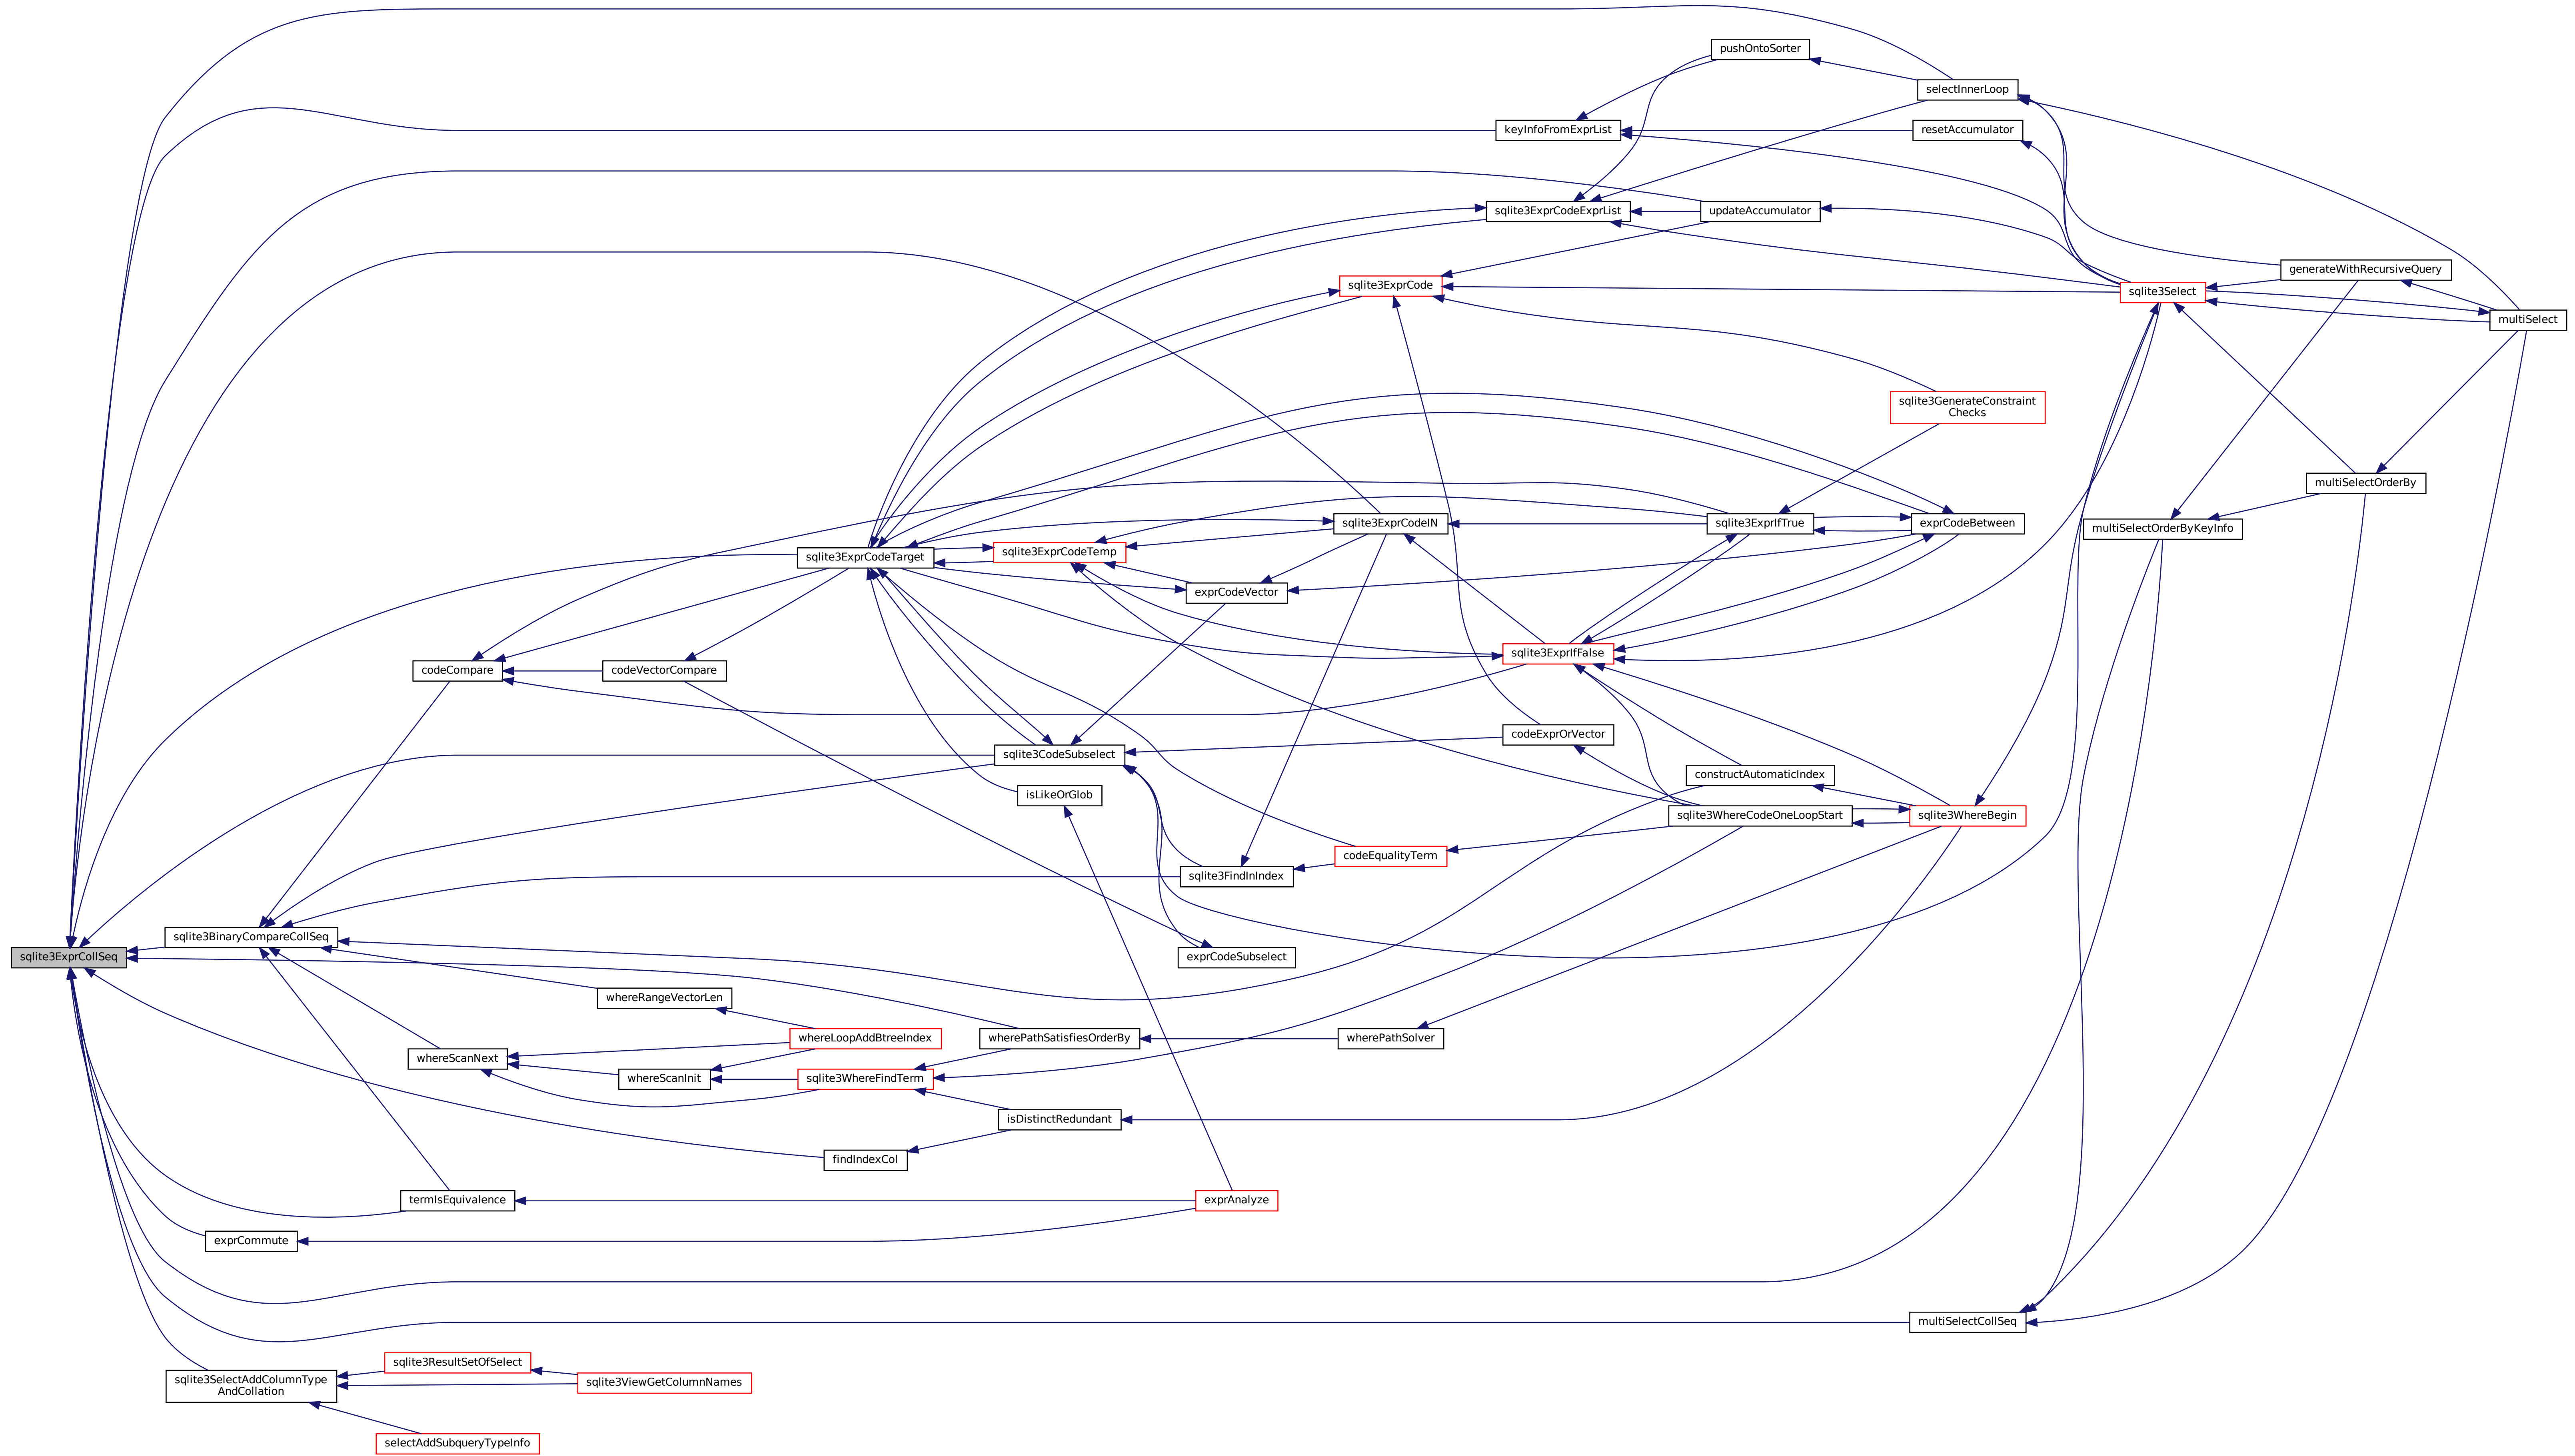 pushOntoSorter
selectInnerLoop
keyInfoFromExprList
resetAccumulator
sqlite3ExprCodeExprList
updateAccumulator
generateWithRecursiveQuery
sqlite3ExprCode
sqlite3Select
multiSelect
sqlite3GenerateConstraint
Checks
multiSelectOrderBy
sqlite3ExprCodeIN
sqlite3ExprIfTrue
exprCodeBetween
multiSelectOrderByKeyInfo
sqlite3ExprCodeTarget
sqlite3ExprCodeTemp
exprCodeVector
sqlite3ExprIfFalse
codeCompare
codeVectorCompare
codeExprOrVector
sqlite3CodeSubselect
constructAutomaticIndex
isLikeOrGlob
sqlite3WhereCodeOneLoopStart
sqlite3WhereBegin
codeEqualityTerm
sqlite3FindInIndex
sqlite3BinaryCompareCollSeq
sqlite3ExprCollSeq
exprCodeSubselect
whereRangeVectorLen
whereLoopAddBtreeIndex
wherePathSatisfiesOrderBy
wherePathSolver
whereScanNext
whereScanInit
sqlite3WhereFindTerm
isDistinctRedundant
findIndexCol
termIsEquivalence
exprAnalyze
exprCommute
multiSelectCollSeq
sqlite3ResultSetOfSelect
sqlite3SelectAddColumnType
AndCollation
sqlite3ViewGetColumnNames
selectAddSubqueryTypeInfo